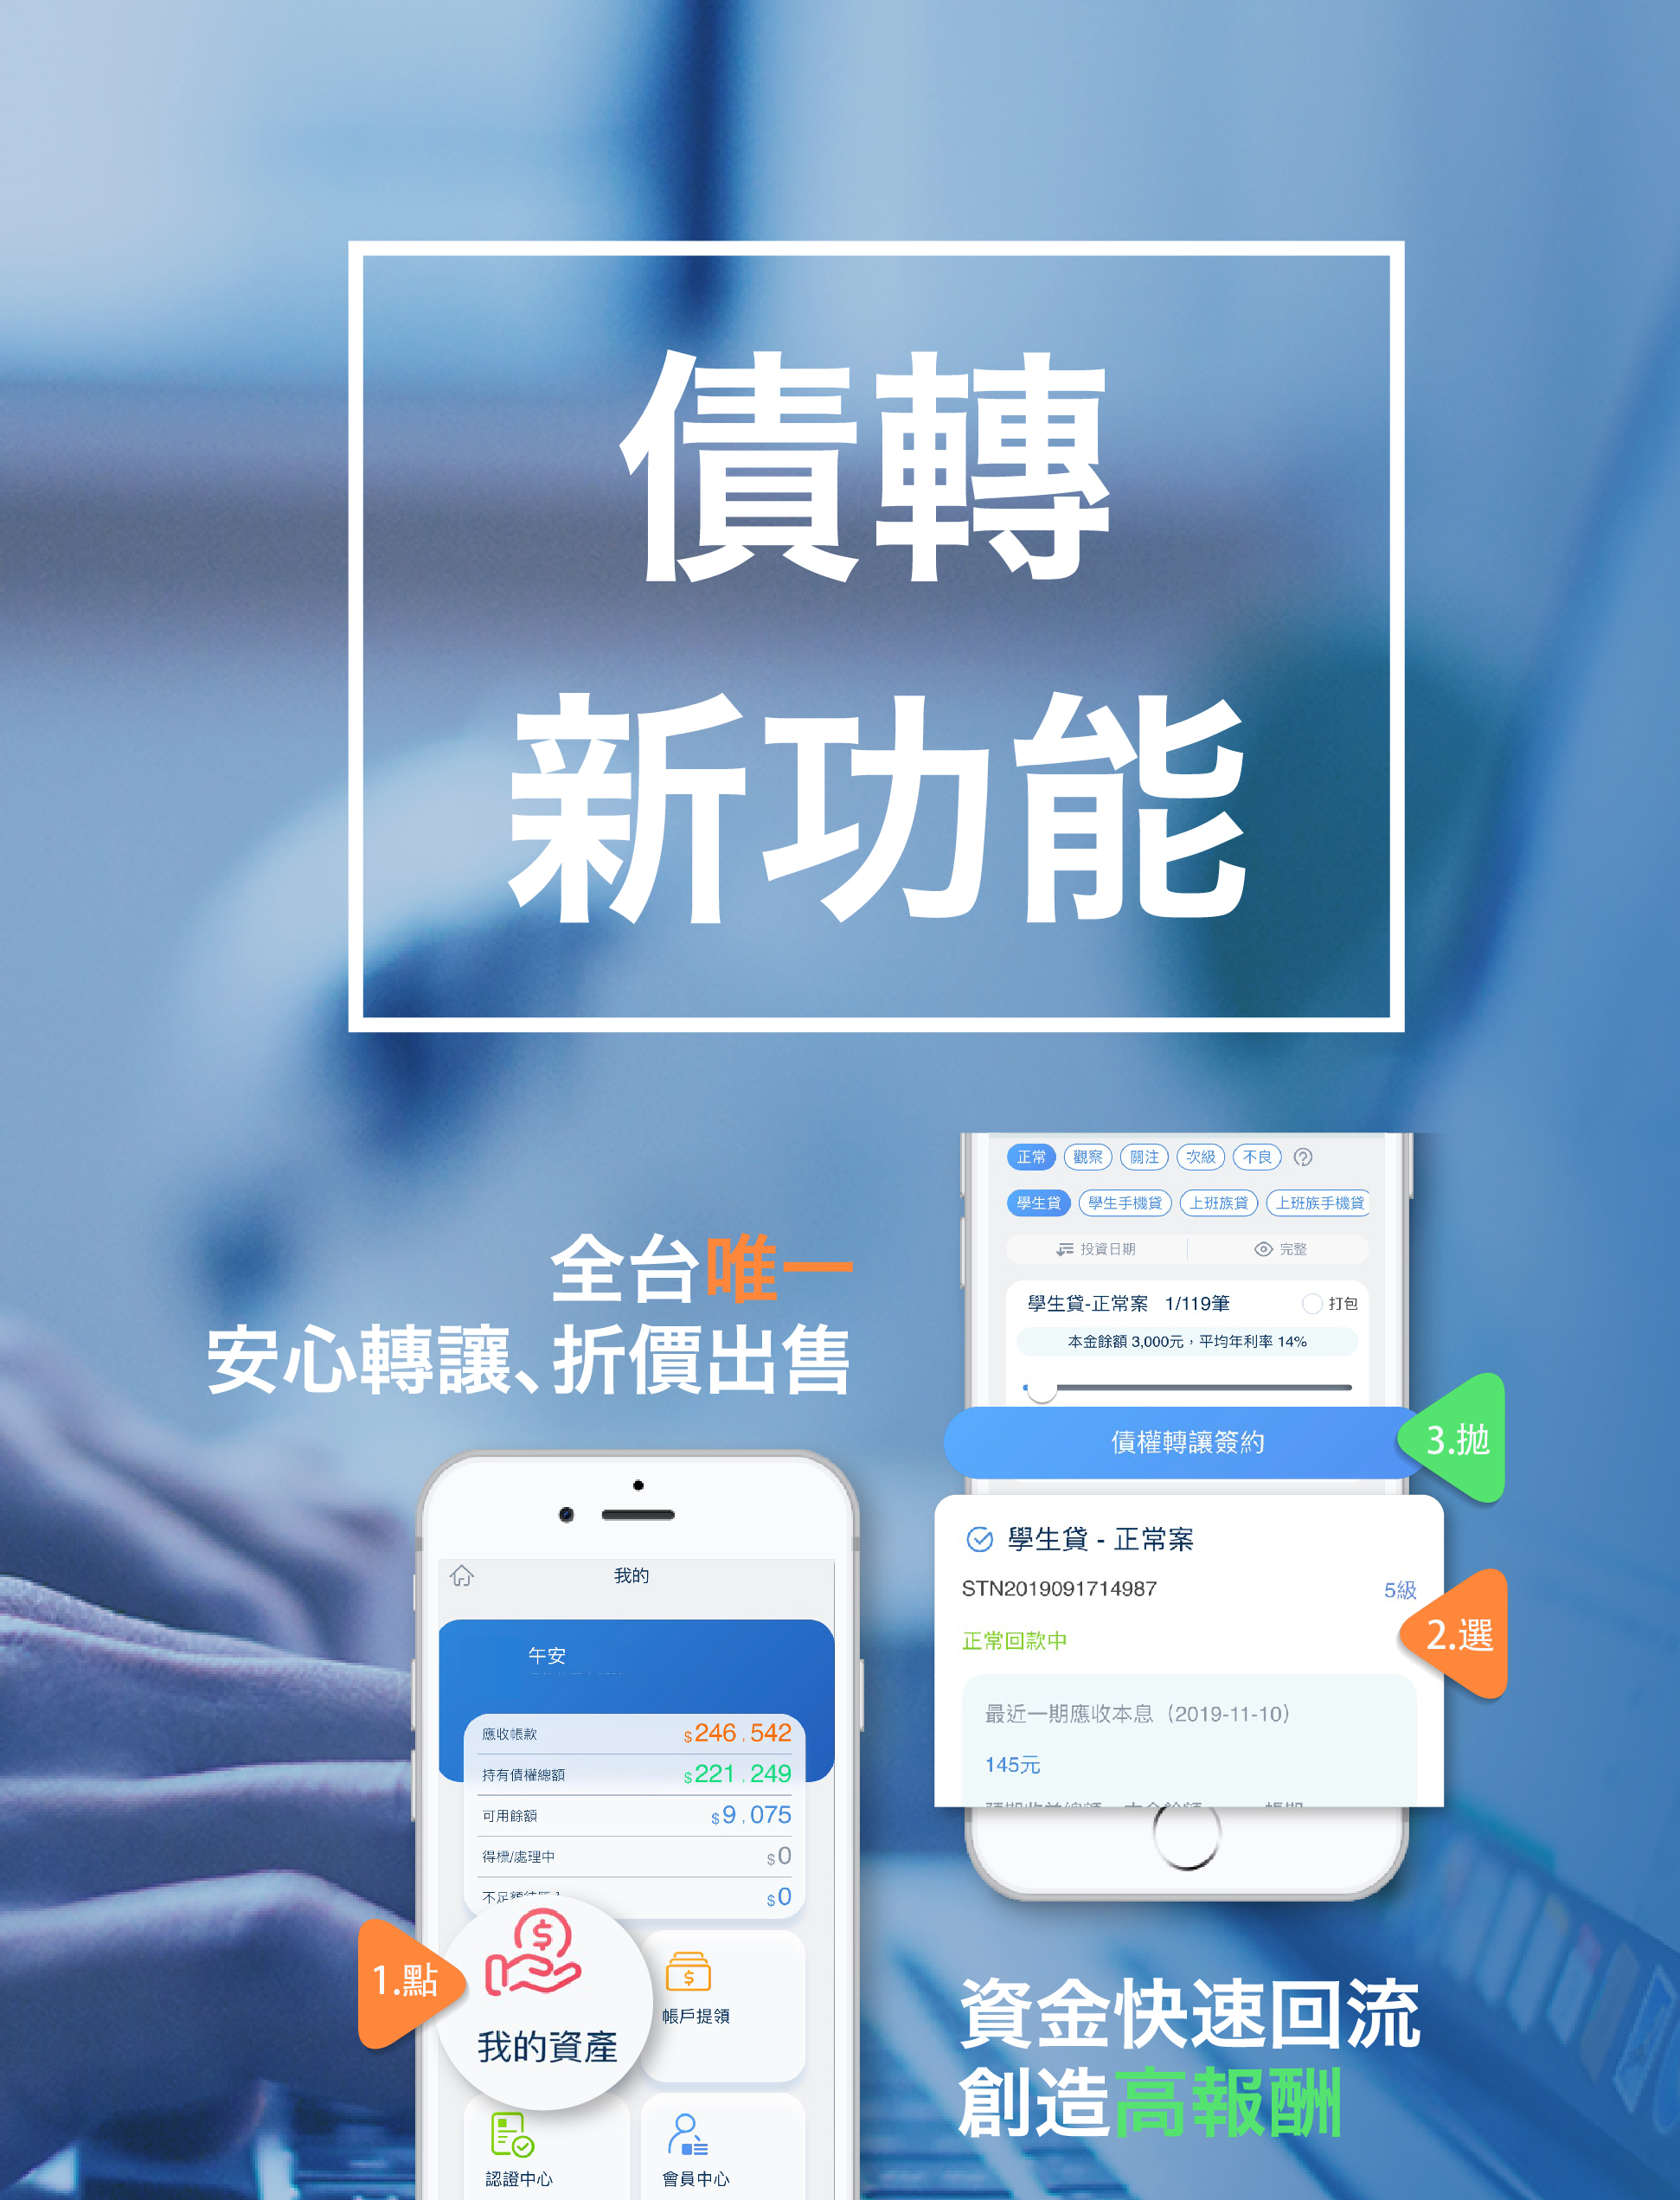 債轉
新功能
全台唯一
安心轉讓、折價出售
正常 觀察 關注 次級 不良
學生貸 學生手機貸 上班族貸 上班族手機貸
投資日期 完整
學生貸-正常案 1/119筆 打包
本金餘額 3,000元，平均年利率 14%
債權轉讓簽約
3.拋
學生貸 - 正常案
STN2019091714987 5級
2.選
正常回款中
最近一期應收本息（2019-11-10）
145元
我的
午安
應收帳款 $246,542
持有債權總額 $221,249
可用餘額 $9,075
得標/處理中 $0
$0
1.點
我的資產
帳戶提領
認證中心
會員中心
資金快速回流
創造高報酬